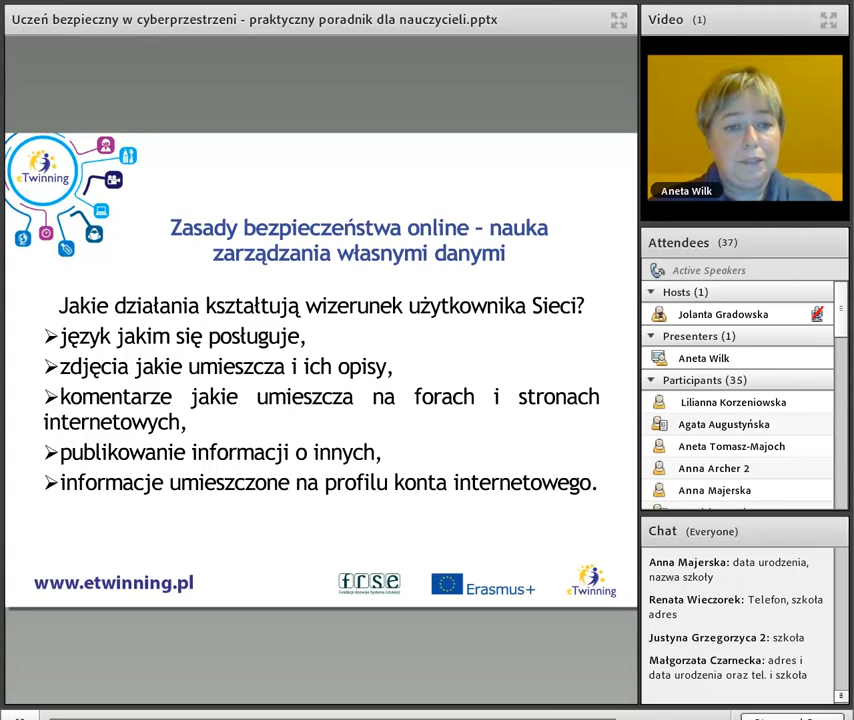 Uczeń bezpieczny w cyberprzestrzeni - praktyczny poradnik dla nauczycieli.pptx
eTwinning
Zasady bezpieczeństwa online – nauka
zarządzania własnymi danymi
Jakie działania kształtują wizerunek użytkownika Sieci?
➢język jakim się posługuje,
➢zdjęcia jakie umieszcza i ich opisy,
➢komentarze jakie umieszcza na forach i stronach
internetowych,
➢publikowanie informacji o innych,
➢informacje umieszczone na profilu konta internetowego.
www.etwinning.pl
frse
Fundacja Rozwoju Systemu Edukacji
Erasmus+
eTwinning
Video (1)
Aneta Wilk
Attendees (37)
Active Speakers
Hosts (1)
Jolanta Gradowska
Presenters (1)
Aneta Wilk
Participants (35)
Lilianna Korzeniowska
Agata Augustyńska
Aneta Tomasz-Majoch
Anna Archer 2
Anna Majerska
Chat (Everyone)
Anna Majerska: data urodzenia,
nazwa szkoły
Renata Wieczorek: Telefon, szkoła
adres
Justyna Grzegorzyca 2: szkoła
Małgorzata Czarnecka: adres i
data urodzenia oraz tel. i szkoła